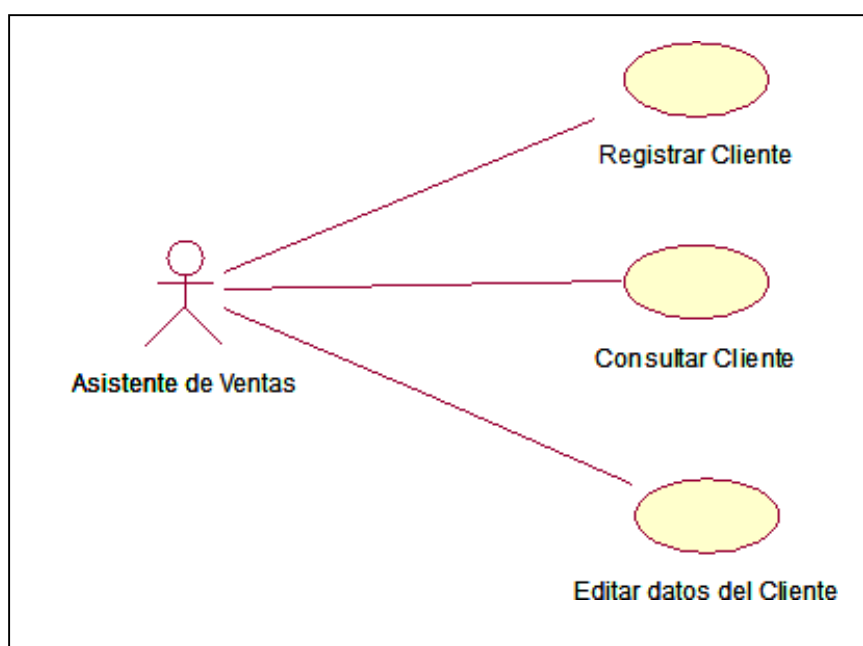 Registrar Cliente
Consultar Cliente
Asistente de Ventas
Editar datos del Cliente